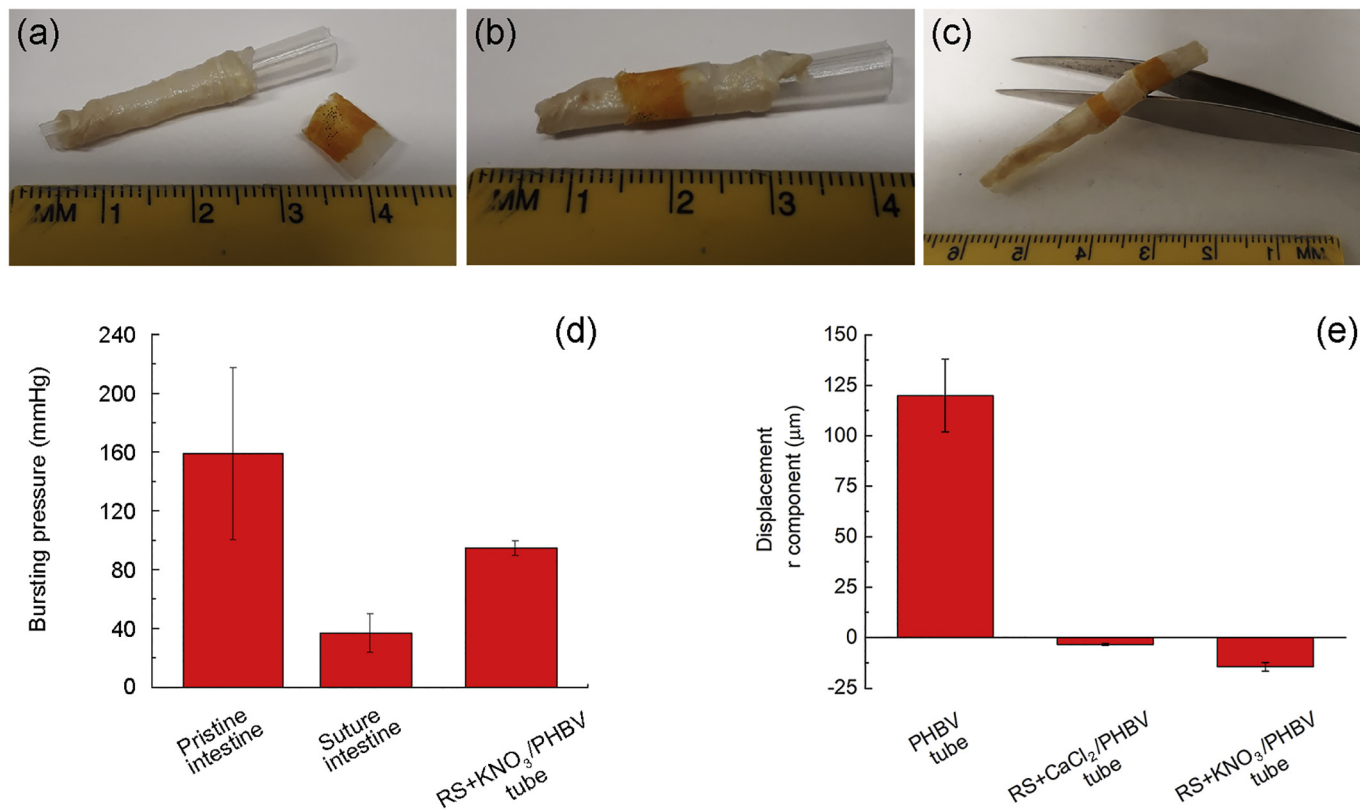 (a)
MM 1 2 3 4
(b)
MM 1 2 3 4
(c)
6 5 4 3 2 1 MM
(d)
Bursting pressure (mmHg)
240
200
160
120
80
40
0
Pristine
intestine
Suture
intestine
RS+KNO₃/PHBV
tube
(e)
Displacement
r component (μm)
150
125
100
75
50
25
0
-25
PHBV
tube
RS+CaCl₂/PHBV
tube
RS+KNO₃/PHBV
tube